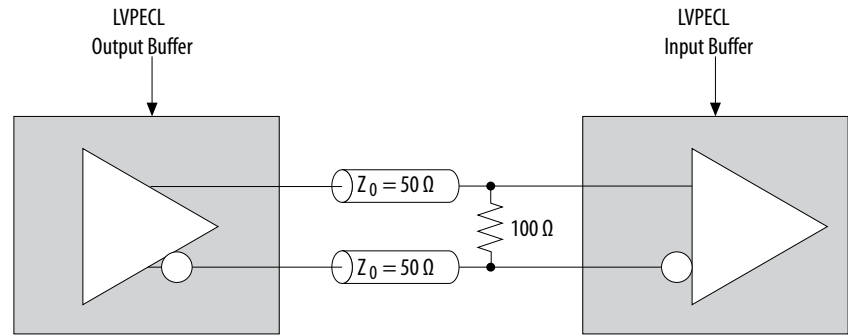 LVPECL
Output Buffer
LVPECL
Input Buffer
Z₀ = 50 Ω
100 Ω
Z₀ = 50 Ω